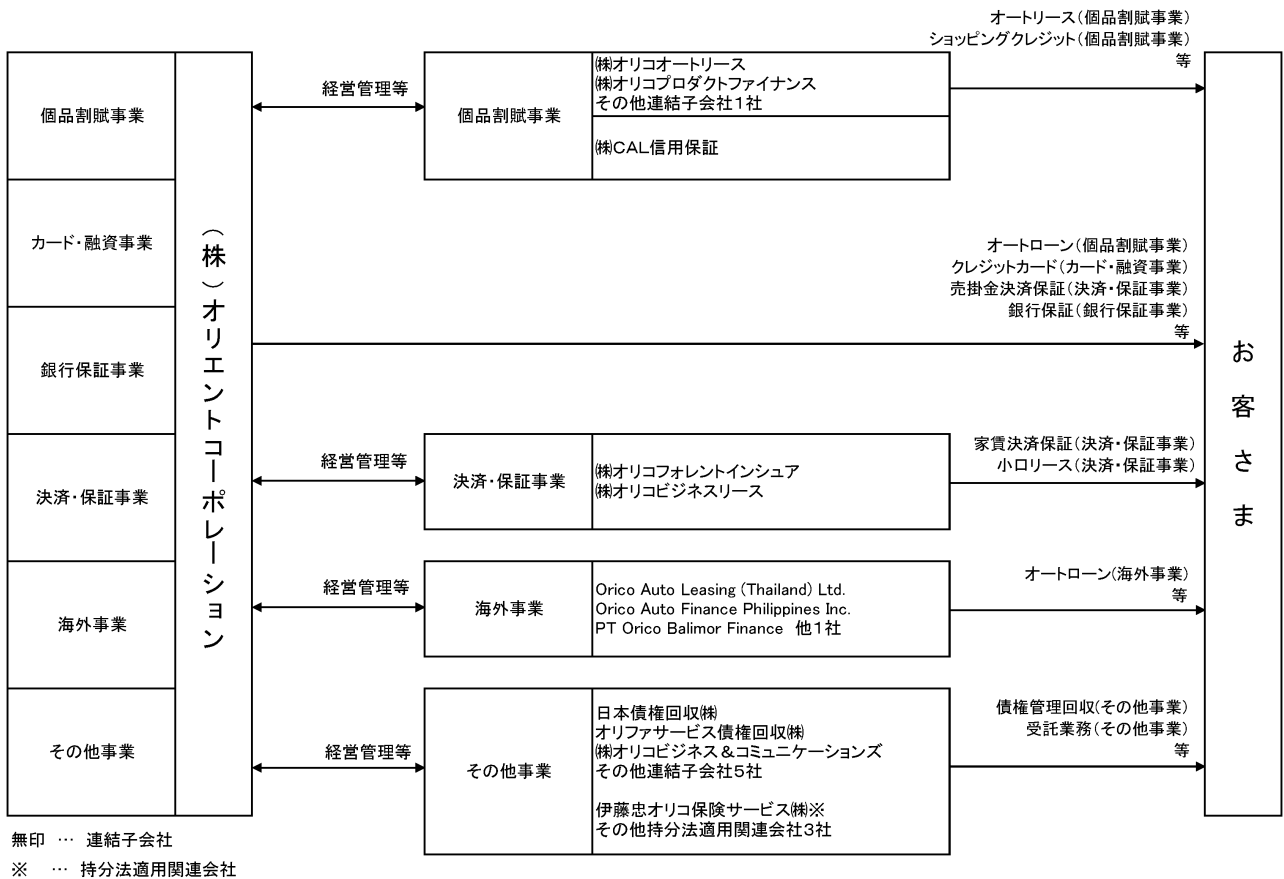 オートリース(個品割賦事業)
ショッピングクレジット(個品割賦事業)
等
個品割賦事業
カード・融資事業
銀行保証事業
決済・保証事業
海外事業
その他事業
(株)オリエントコーポレーション
経営管理等
個品割賦事業
㈱オリコオートリース
㈱オリコプロダクトファイナンス
その他連結子会社1社
㈱CAL信用保証
オートローン(個品割賦事業)
クレジットカード(カード・融資事業)
売掛金決済保証(決済・保証事業)
銀行保証(銀行保証事業)
等
経営管理等
決済・保証事業
㈱オリコフォレントインシュア
㈱オリコビジネスリース
家賃決済保証(決済・保証事業)
小口リース(決済・保証事業)
経営管理等
海外事業
Orico Auto Leasing (Thailand) Ltd.
Orico Auto Finance Philippines Inc.
PT Orico Balimor Finance 他1社
オートローン(海外事業)
等
経営管理等
その他事業
日本債権回収㈱
オリファサービス債権回収㈱
㈱オリコビジネス&コミュニケーションズ
その他連結子会社5社
伊藤忠オリコ保険サービス㈱※
その他持分法適用関連会社3社
債権管理回収(その他事業)
受託業務(その他事業)
等
お客さま
無印 … 連結子会社
※ … 持分法適用関連会社